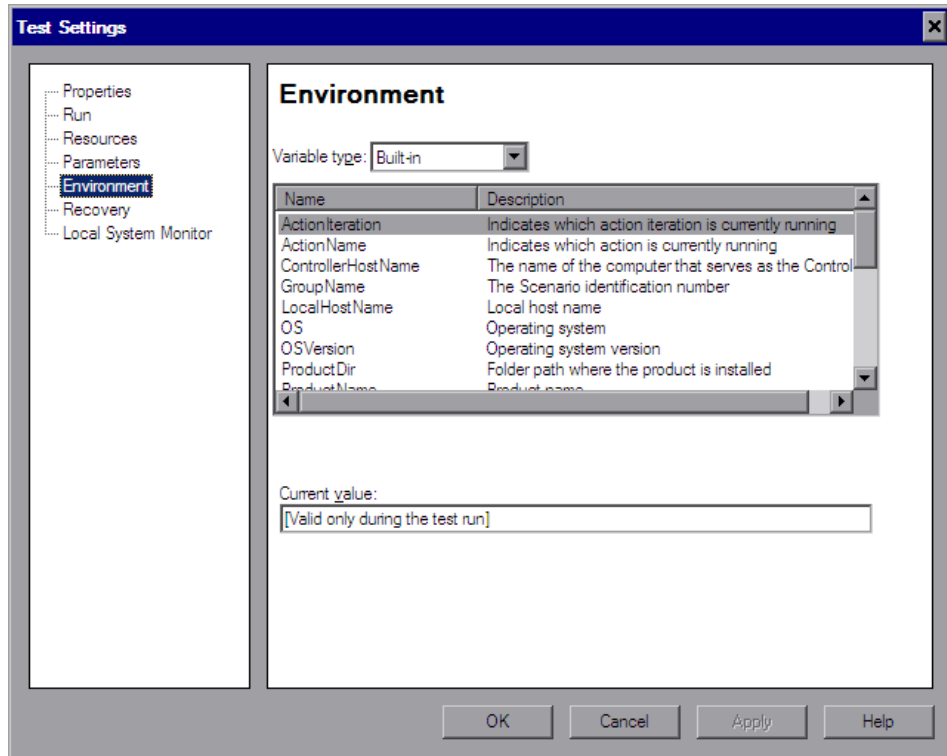 Test Settings
Properties
Run
Resources
Parameters
Environment
Recovery
Local System Monitor
Environment
Variable type: Built-in
Name Description
ActionIteration Indicates which action iteration is currently running
ActionName Indicates which action is currently running
ControllerHostName The name of the computer that serves as the Control
GroupName The Scenario identification number
LocalHostName Local host name
OS Operating system
OSVersion Operating system version
ProductDir Folder path where the product is installed
ProductName Product name
Current value:
[Valid only during the test run]
OK Cancel Apply Help